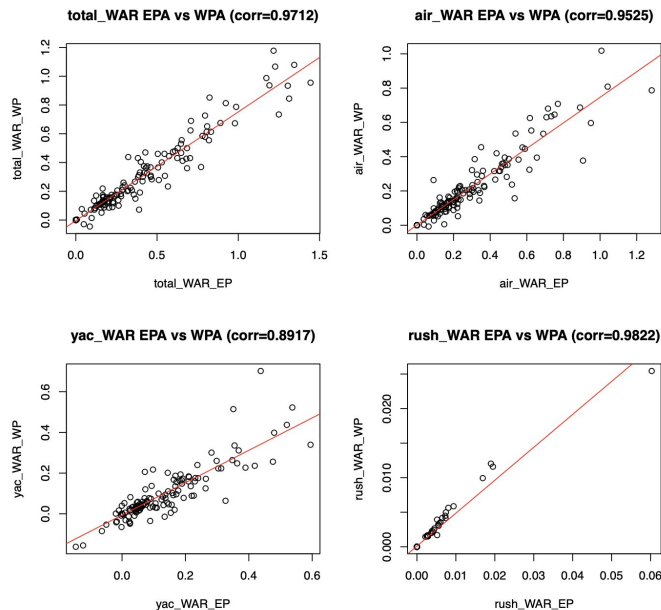 total_WAR EPA vs WPA (corr=0.9712)
total_WAR_WP
1.2
1.0
0.8
0.6
0.4
0.2
0.0
0.0 0.5 1.0 1.5
total_WAR_EP
air_WAR EPA vs WPA (corr=0.9525)
air_WAR_WP
1.0
0.8
0.6
0.4
0.2
0.0
0.0 0.2 0.4 0.6 0.8 1.0 1.2
air_WAR_EP
yac_WAR EPA vs WPA (corr=0.8917)
yac_WAR_WP
0.6
0.4
0.2
0.0
0.0 0.2 0.4 0.6
yac_WAR_EP
rush_WAR EPA vs WPA (corr=0.9822)
rush_WAR_WP
0.020
0.010
0.000
0.00 0.01 0.02 0.03 0.04 0.05 0.06
rush_WAR_EP